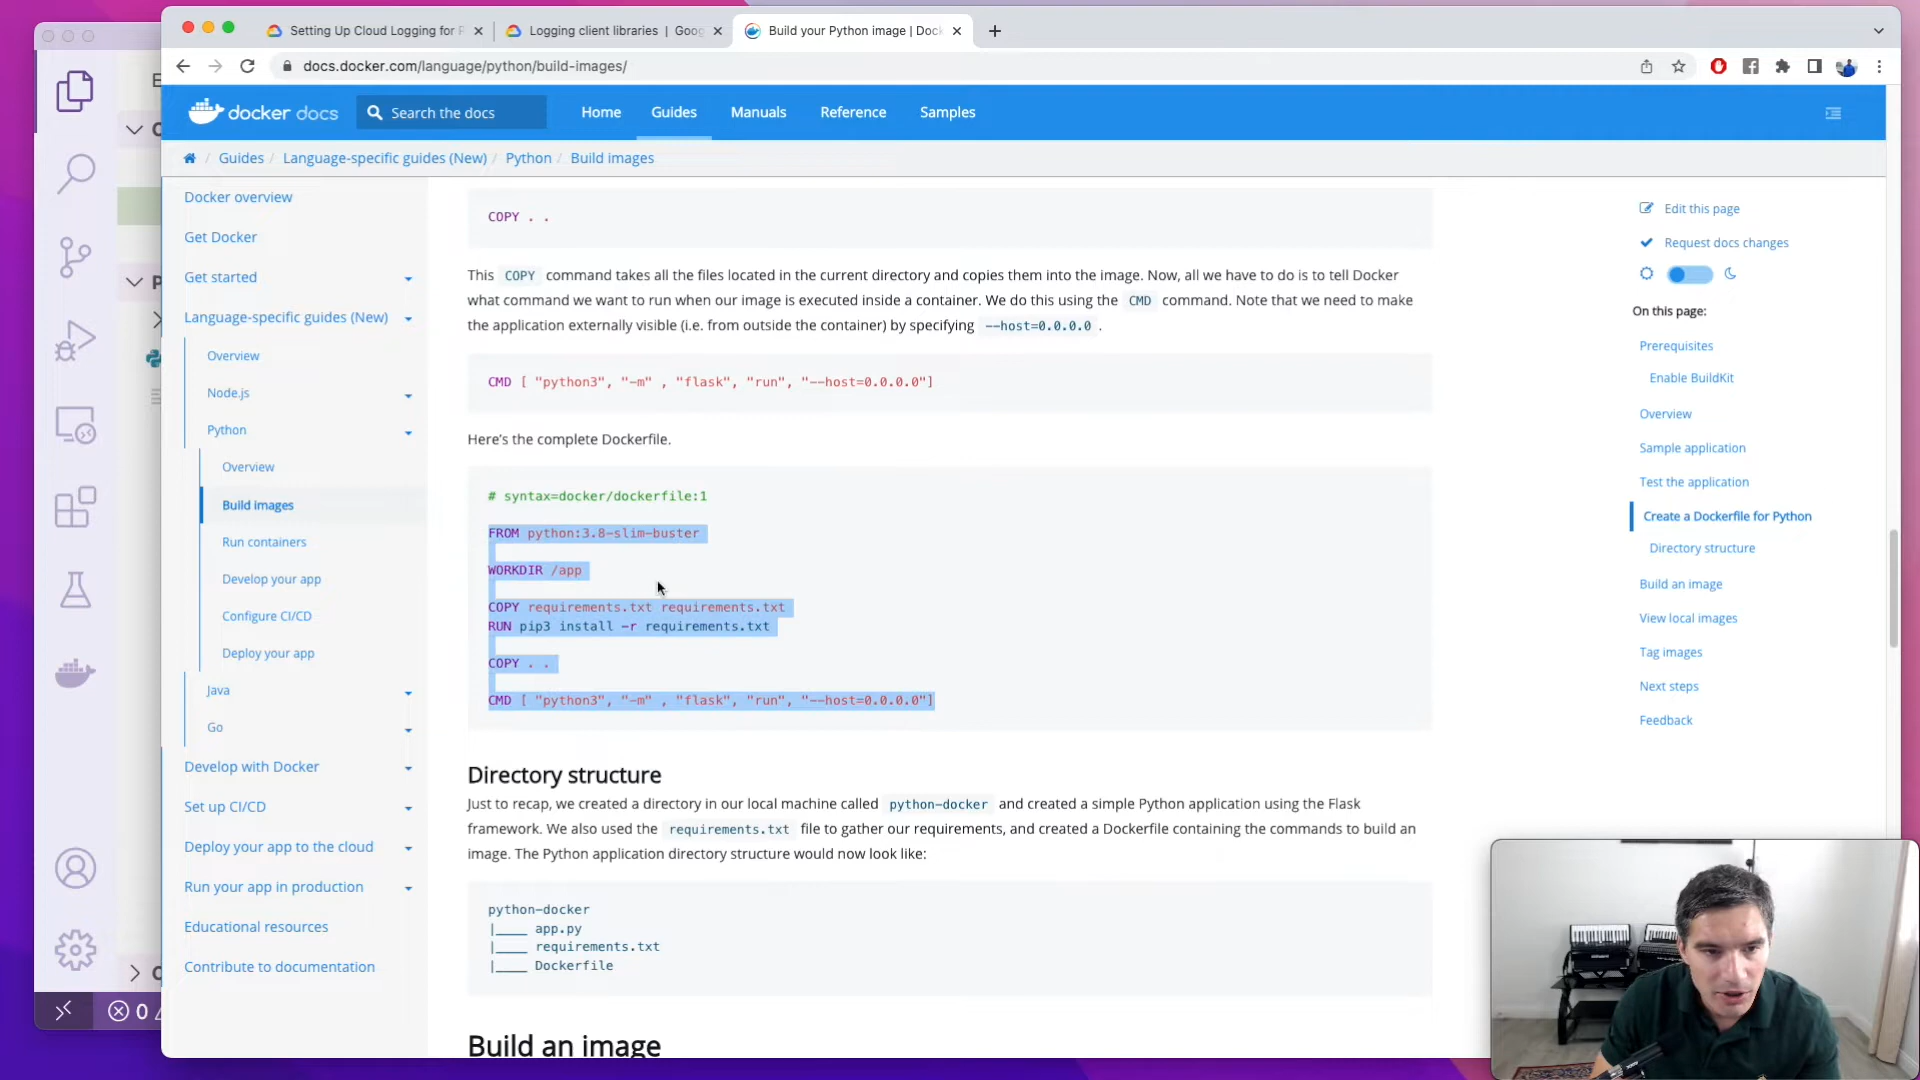 Setting Up Cloud Logging for P
Logging client libraries | Goog
Build your Python image | Dock
docs.docker.com/language/python/build-images/
docker docs
Search the docs
Home
Guides
Manuals
Reference
Samples
/ Guides / Language-specific guides (New) / Python / Build images
Docker overview
Get Docker
Get started
Language-specific guides (New)
Overview
Node.js
Python
Overview
Build images
Run containers
Develop your app
Configure CI/CD
Deploy your app
Java
Go
Develop with Docker
Set up CI/CD
Deploy your app to the cloud
Run your app in production
Educational resources
Contribute to documentation
COPY . .
This COPY command takes all the files located in the current directory and copies them into the image. Now, all we have to do is to tell Docker
what command we want to run when our image is executed inside a container. We do this using the CMD command. Note that we need to make
the application externally visible (i.e. from outside the container) by specifying --host=0.0.0.0 .
CMD [ "python3", "-m" , "flask", "run", "--host=0.0.0.0"]
Here's the complete Dockerfile.
# syntax=docker/dockerfile:1
FROM python:3.8-slim-buster
WORKDIR /app
COPY requirements.txt requirements.txt
RUN pip3 install -r requirements.txt
COPY . .
CMD [ "python3", "-m" , "flask", "run", "--host=0.0.0.0"]
Directory structure
Just to recap, we created a directory in our local machine called python-docker and created a simple Python application using the Flask
framework. We also used the requirements.txt file to gather our requirements, and created a Dockerfile containing the commands to build an
image. The Python application directory structure would now look like:
python-docker
|____ app.py
|____ requirements.txt
|____ Dockerfile
Build an image
Edit this page
Request docs changes
On this page:
Prerequisites
Enable BuildKit
Overview
Sample application
Test the application
Create a Dockerfile for Python
Directory structure
Build an image
View local images
Tag images
Next steps
Feedback
0